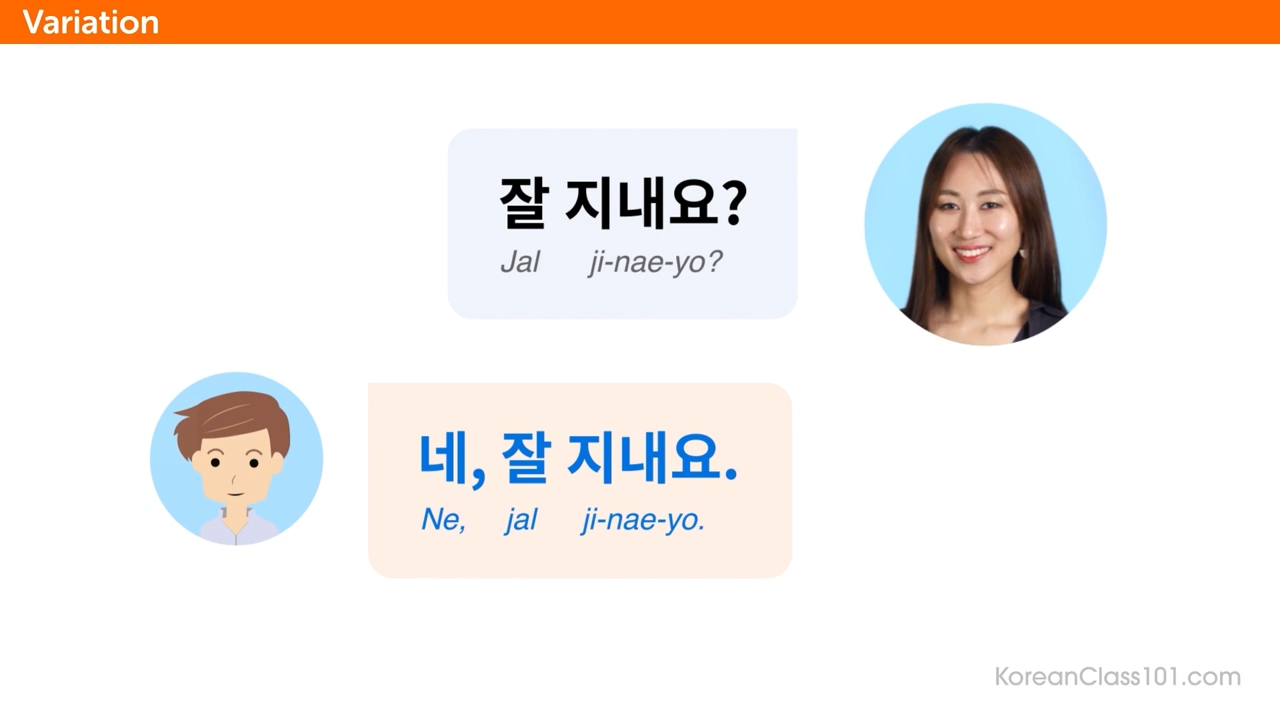 Variation
잘 지내요?
Jal ji-nae-yo?
네, 잘 지내요.
Ne, jal ji-nae-yo.
KoreanClass101.com